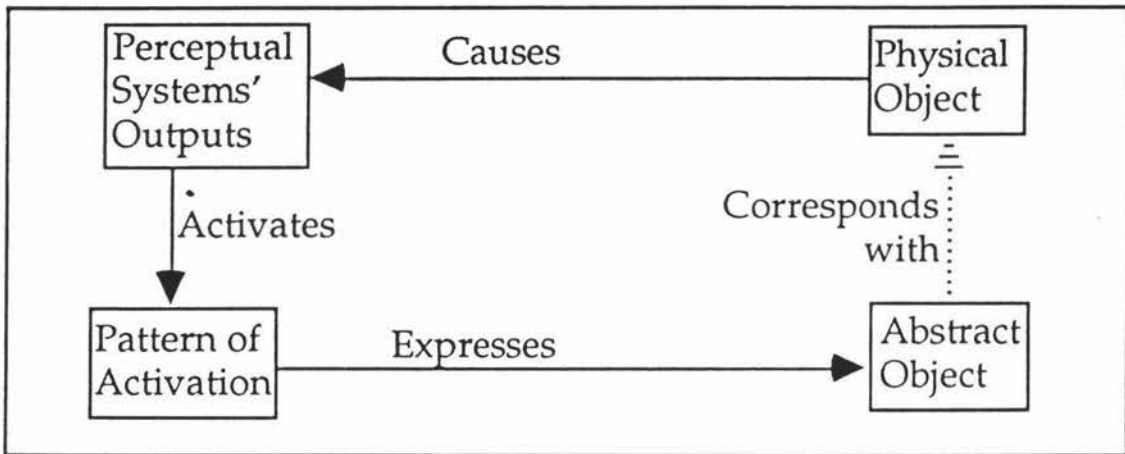 Perceptual
Systems'
Outputs
Causes
Physical
Object
Activates
Corresponds
with
Pattern of
Activation
Expresses
Abstract
Object